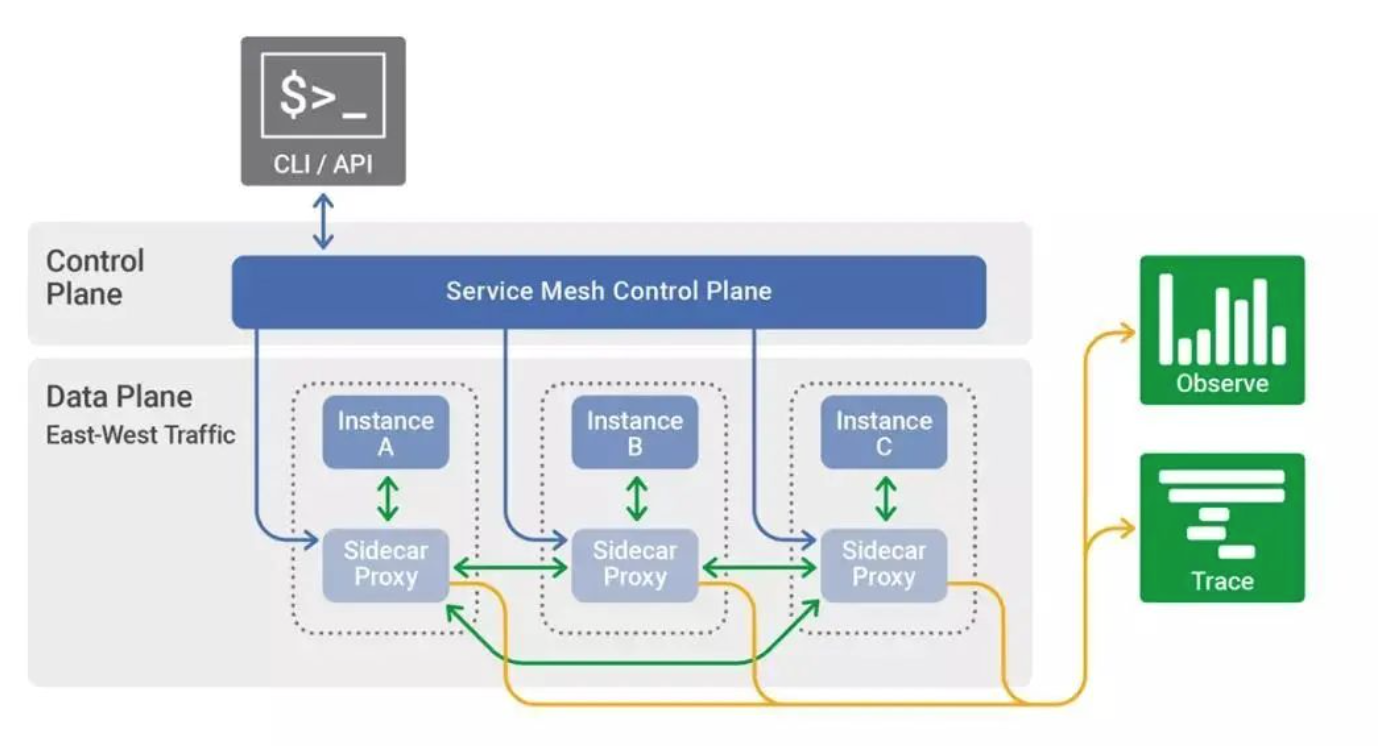 $>_
CLI / API
Control
Plane
Service Mesh Control Plane
Data Plane
East-West Traffic
Instance
A
Instance
B
Instance
C
Sidecar
Proxy
Sidecar
Proxy
Sidecar
Proxy
Observe
Trace